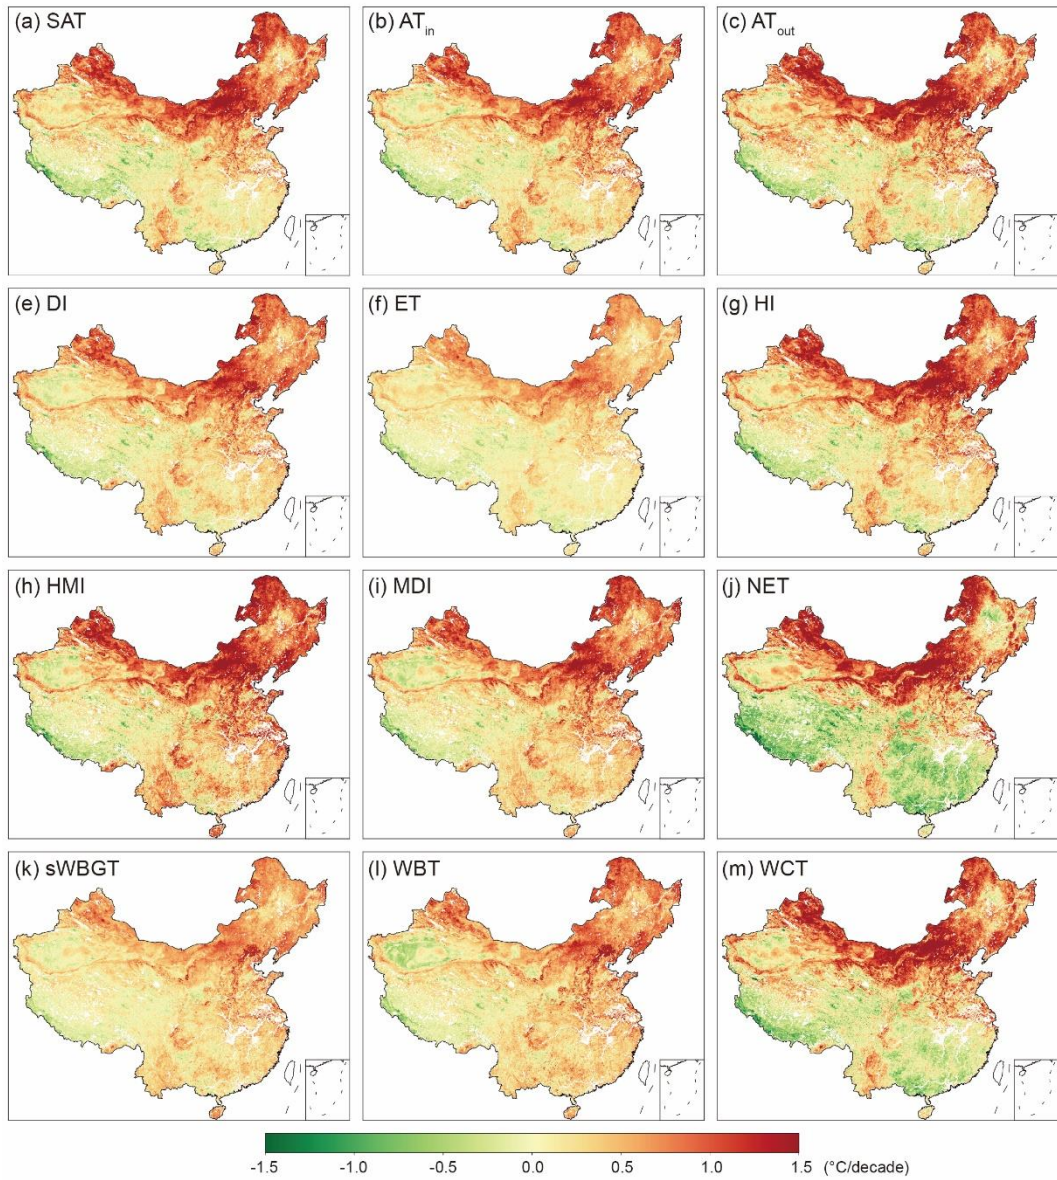 (a) SAT
(b) ATin
(c) ATout
(e) DI
(f) ET
(g) HI
(h) HMI
(i) MDI
(j) NET
(k) sWBGT
(l) WBT
(m) WCT
-1.5 -1.0 -0.5 0.0 0.5 1.0 1.5 (°C/decade)